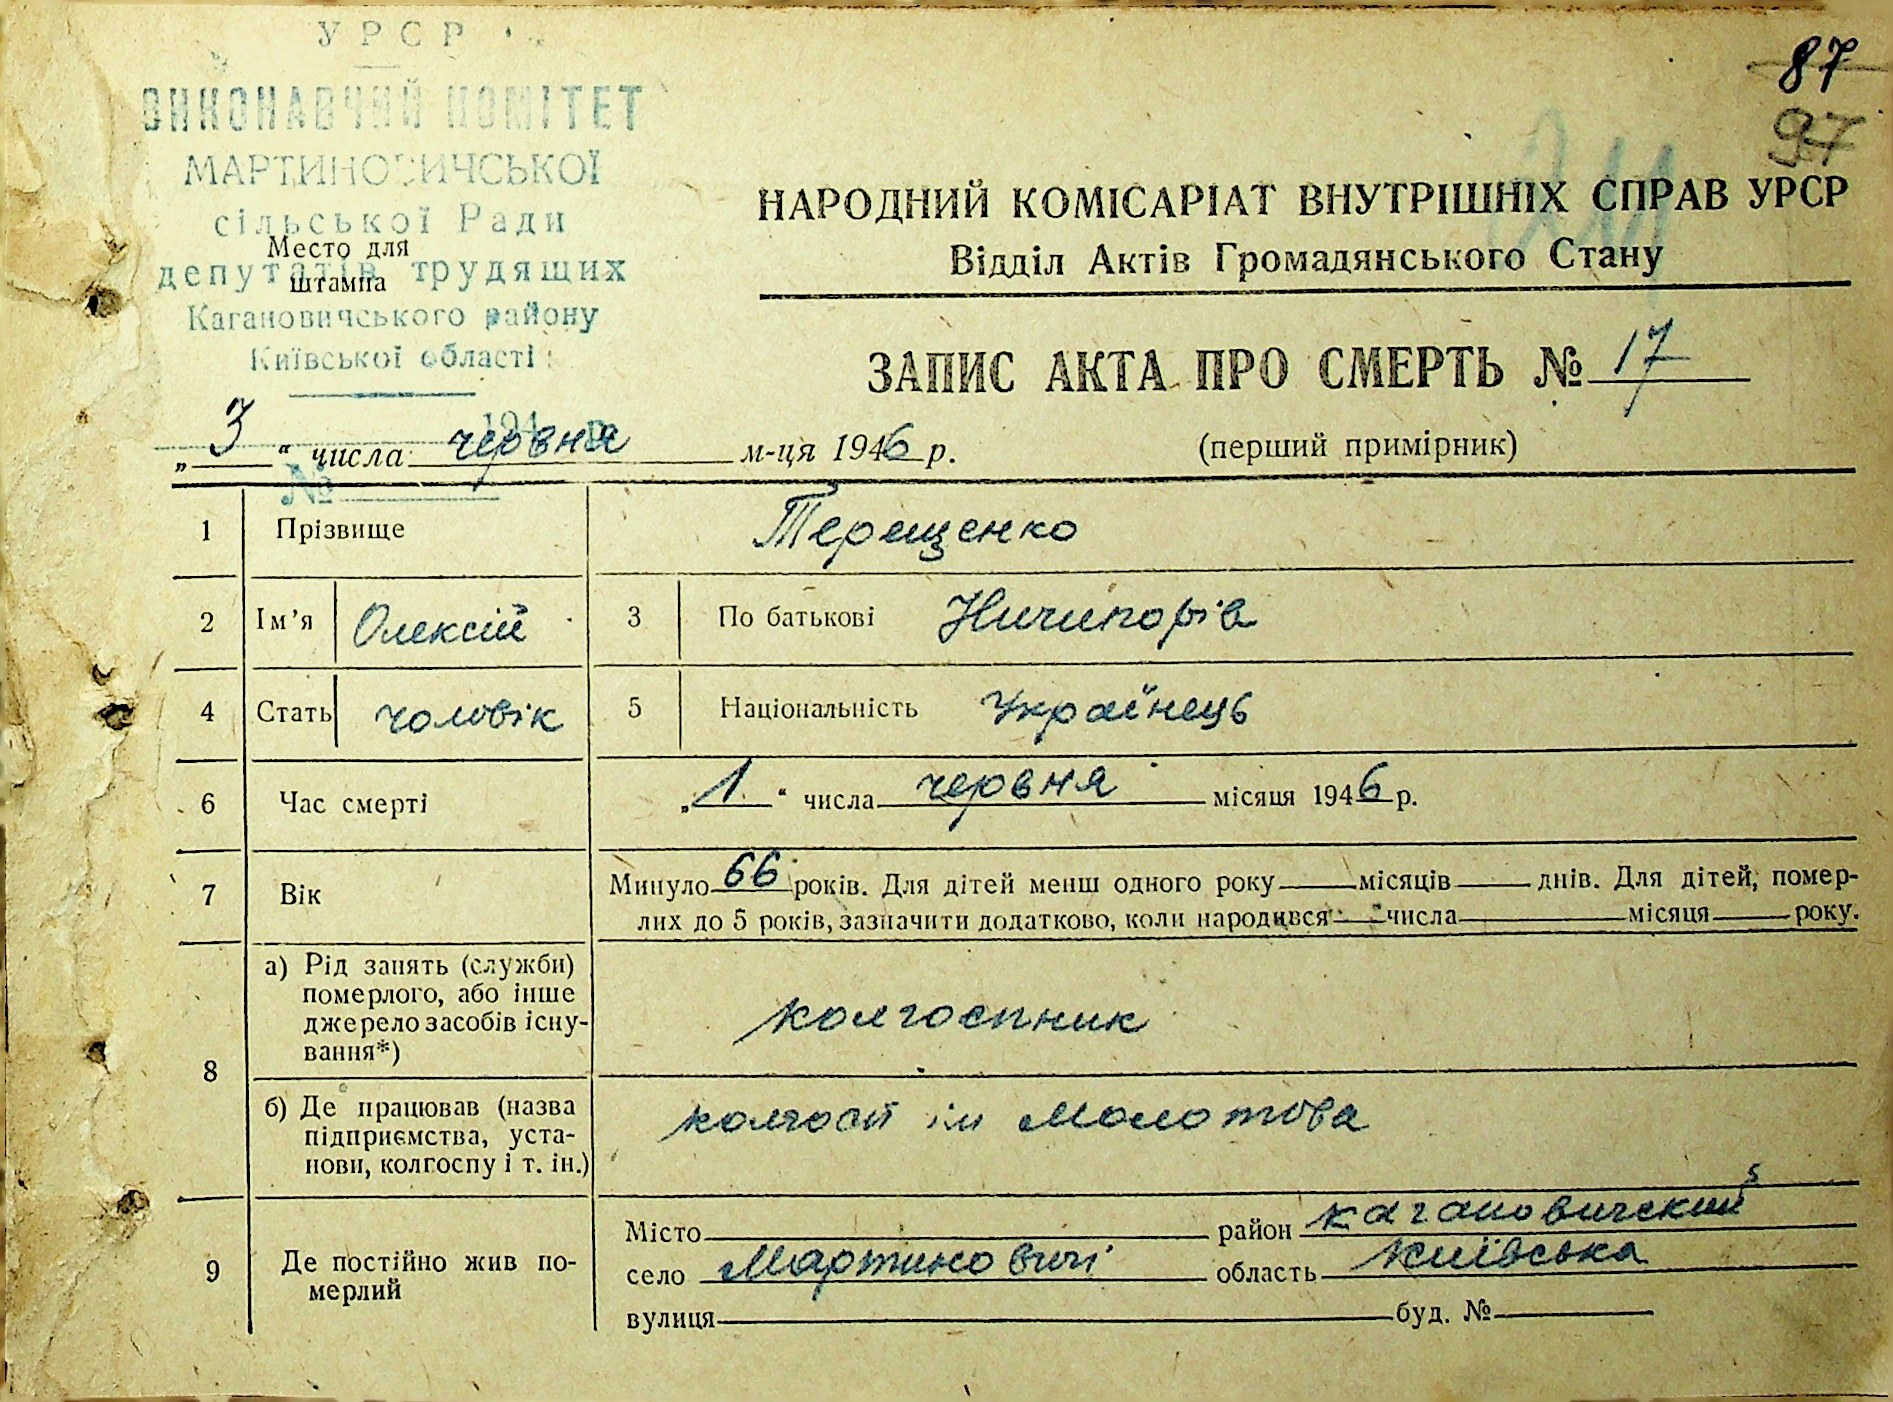 УРСР
ВИКОНАВЧИЙ КОМІТЕТ
МАРТИНОВИЧСЬКОЇ
сільської Ради
депутатів трудящих
Кагановичського району
Київської області
194 р.
№
Место для
штампа
87
97
НАРОДНИЙ КОМІСАРІАТ ВНУТРІШНІХ СПРАВ УРСР
Відділ Актів Громадянського Стану
ЗАПИС АКТА ПРО СМЕРТЬ № 17
„3“ числа червня м-ця 1946 р.
(перший примірник)
1 Прізвище Терещенко
2 Ім'я Олексій 3 По батькові Ничипорів
4 Стать чоловік 5 Національність Українець
6 Час смерті „1“ числа червня місяця 1946 р.
7 Вік Минуло 66 років. Для дітей менш одного року місяців днів. Для дітей, помер-
лих до 5 років, зазначити додатково, коли народився числа місяця року.
8 а) Рід занять (служби)
померлого, або інше
джерело засобів існу-
вання*)
колгоспник
б) Де працював (назва
підприємства, уста-
нови, колгоспу і т. ін.)
колгосп ім Молотова
9 Де постійно жив по-
мерлий
Місто район Кагановичский
село Мартиновичі область Київська
вулиця буд. №